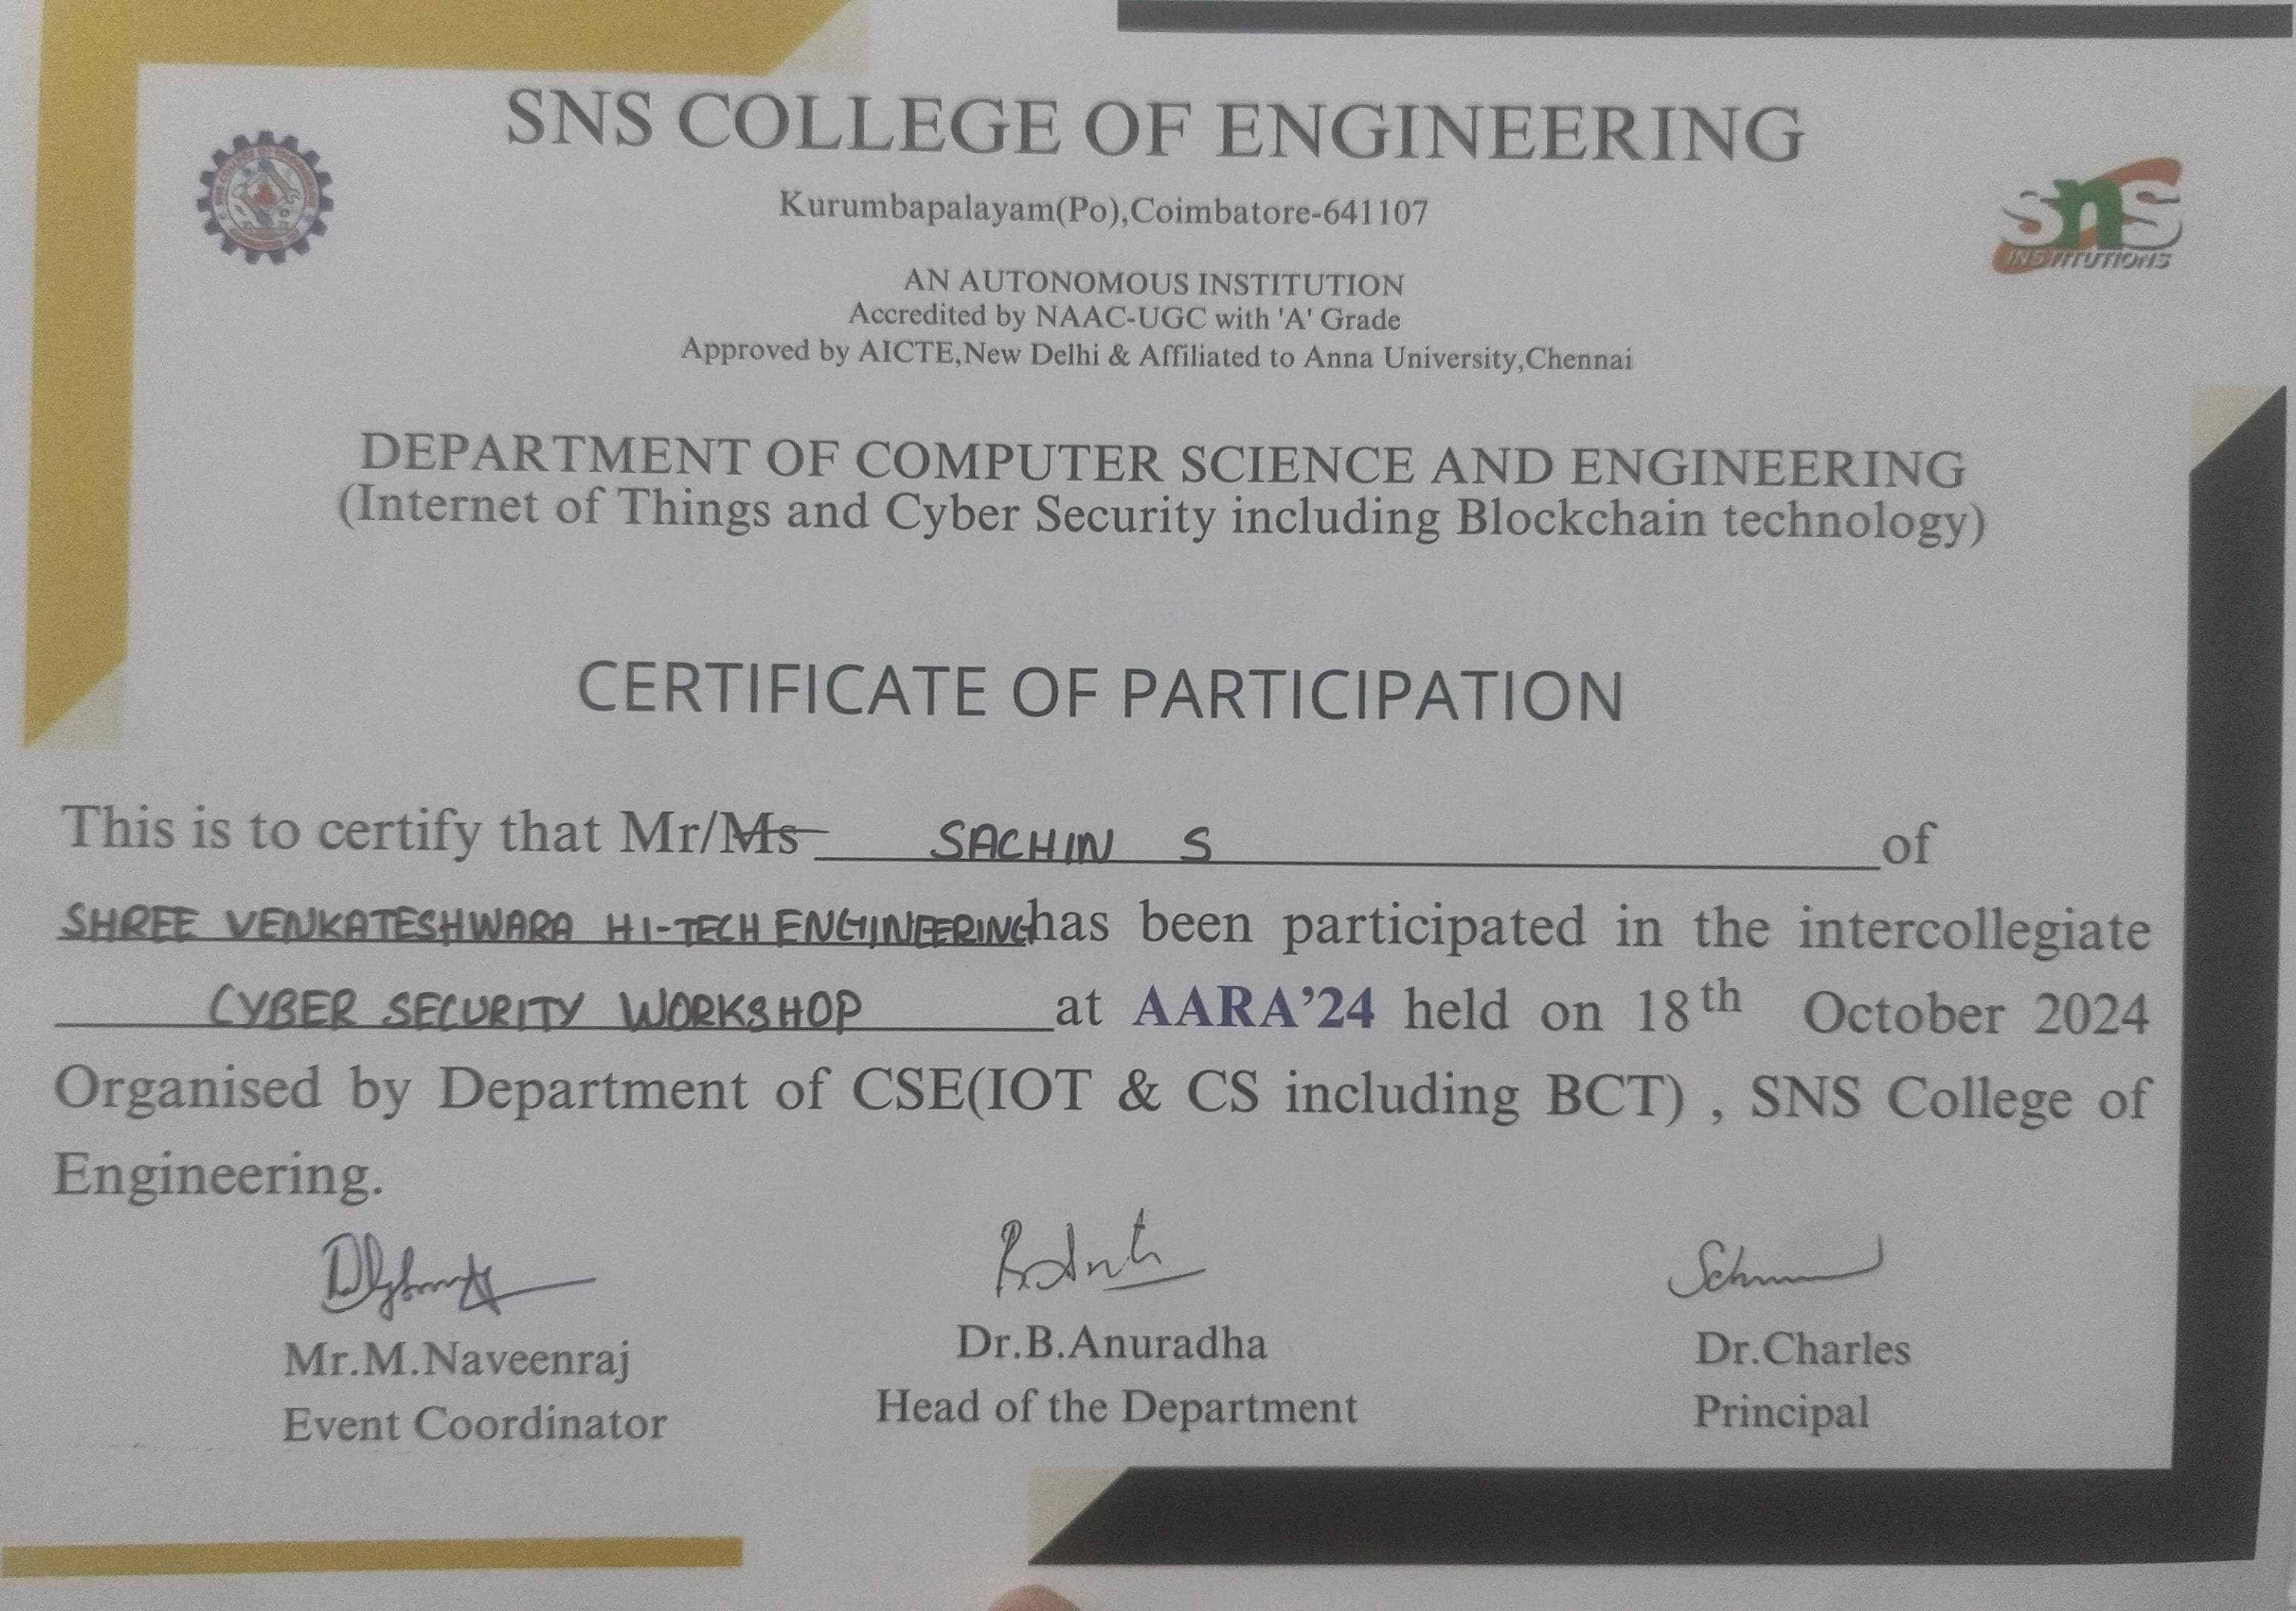 SNS COLLEGE OF ENGINEERING
Kurumbapalayam(Po),Coimbatore-641107
sns
INSTITUTIONS
AN AUTONOMOUS INSTITUTION
Accredited by NAAC-UGC with 'A' Grade
Approved by AICTE,New Delhi & Affiliated to Anna University,Chennai
DEPARTMENT OF COMPUTER SCIENCE AND ENGINEERING
(Internet of Things and Cyber Security including Blockchain technology)
CERTIFICATE OF PARTICIPATION
This is to certify that Mr/Ms SACHIN S of
SHREE VENKATESHWARA HI-TECH ENGINEERING has been participated in the intercollegiate
CYBER SECURITY WORKSHOP at AARA'24 held on 18th October 2024
Organised by Department of CSE(IOT & CS including BCT) , SNS College of
Engineering.
Mr.M.Naveenraj
Event Coordinator
Dr.B.Anuradha
Head of the Department
Dr.Charles
Principal